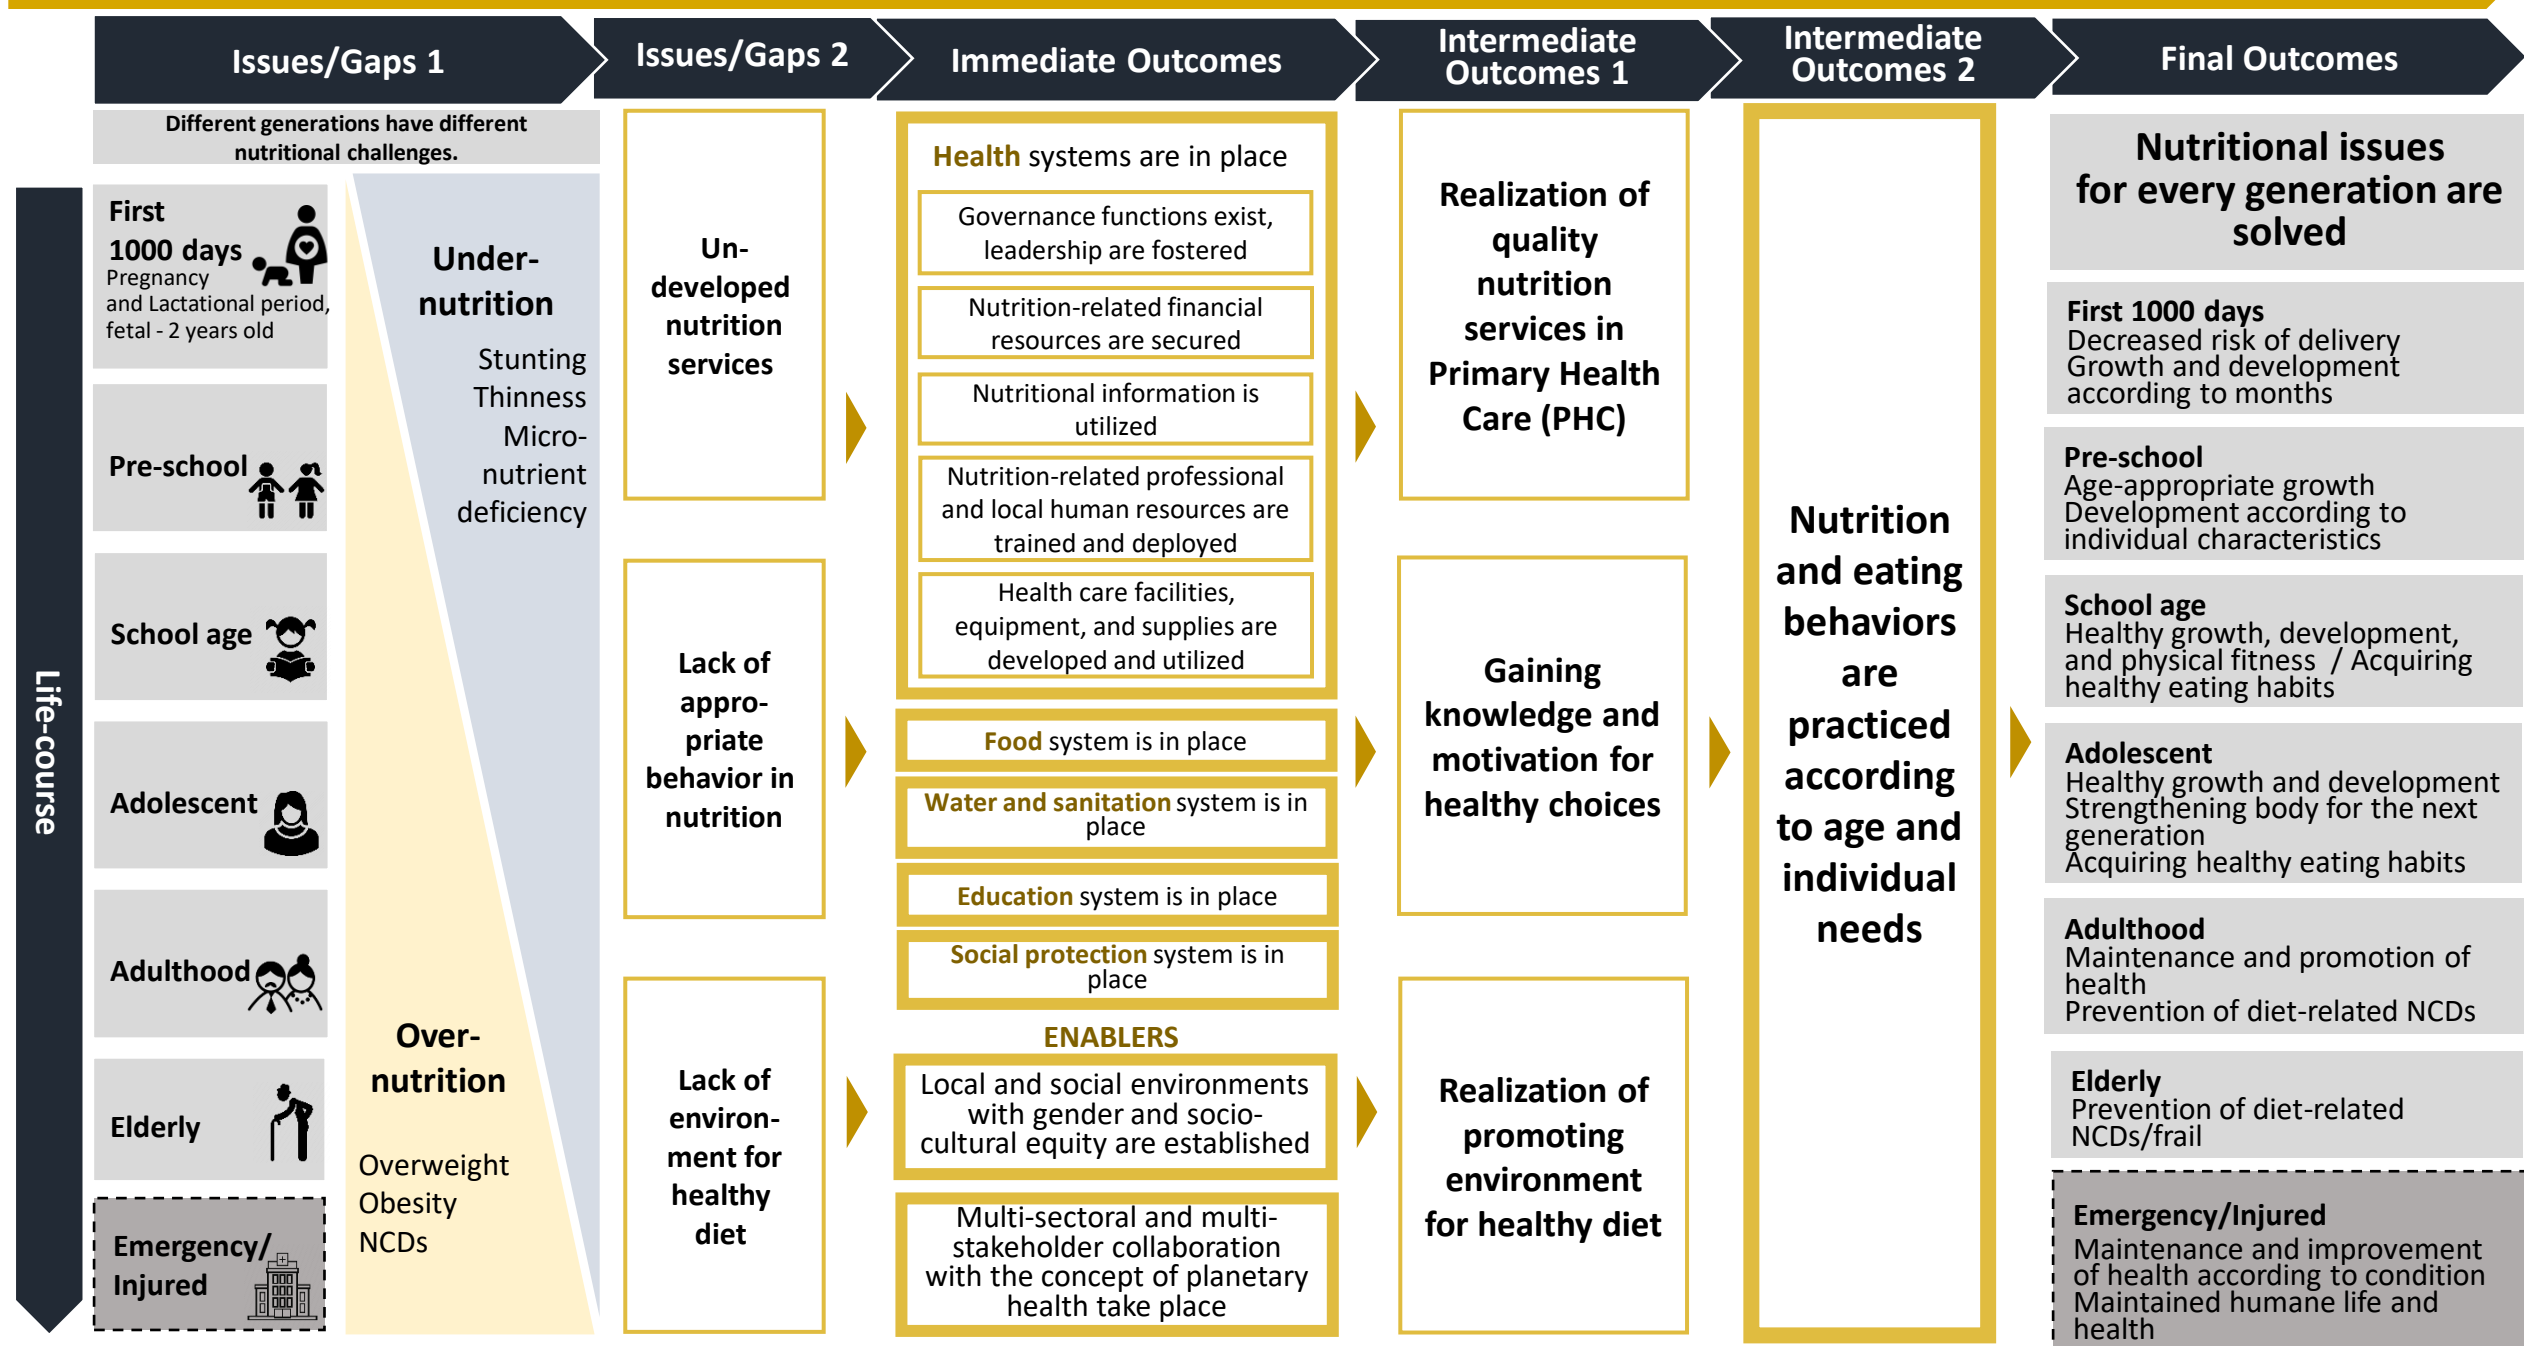 Issues/Gaps 1
Issues/Gaps 2
Immediate Outcomes
Intermediate
Outcomes 1
Intermediate
Outcomes 2
Final Outcomes
Different generations have different
nutritional challenges.
Life-course
First
1000 days
Pregnancy
and Lactational period,
fetal - 2 years old
Pre-school
School age
Adolescent
Adulthood
Elderly
Emergency/
Injured
Under-
nutrition
Stunting
Thinness
Micro-
nutrient
deficiency
Over-
nutrition
Overweight
Obesity
NCDs
Un-
developed
nutrition
services
Lack of
appro-
priate
behavior in
nutrition
Lack of
environ-
ment for
healthy
diet
Health systems are in place
Governance functions exist,
leadership are fostered
Nutrition-related financial
resources are secured
Nutritional information is
utilized
Nutrition-related professional
and local human resources are
trained and deployed
Health care facilities,
equipment, and supplies are
developed and utilized
Food system is in place
Water and sanitation system is in
place
Education system is in place
Social protection system is in
place
ENABLERS
Local and social environments
with gender and socio-
cultural equity are established
Multi-sectoral and multi-
stakeholder collaboration
with the concept of planetary
health take place
Realization of
quality
nutrition
services in
Primary Health
Care (PHC)
Gaining
knowledge and
motivation for
healthy choices
Realization of
promoting
environment
for healthy diet
Nutrition
and eating
behaviors
are
practiced
according
to age and
individual
needs
Nutritional issues
for every generation are
solved
First 1000 days
Decreased risk of delivery
Growth and development
according to months
Pre-school
Age-appropriate growth
Development according to
individual characteristics
School age
Healthy growth, development,
and physical fitness / Acquiring
healthy eating habits
Adolescent
Healthy growth and development
Strengthening body for the next
generation
Acquiring healthy eating habits
Adulthood
Maintenance and promotion of
health
Prevention of diet-related NCDs
Elderly
Prevention of diet-related
NCDs/frail
Emergency/Injured
Maintenance and improvement
of health according to condition
Maintained humane life and
health